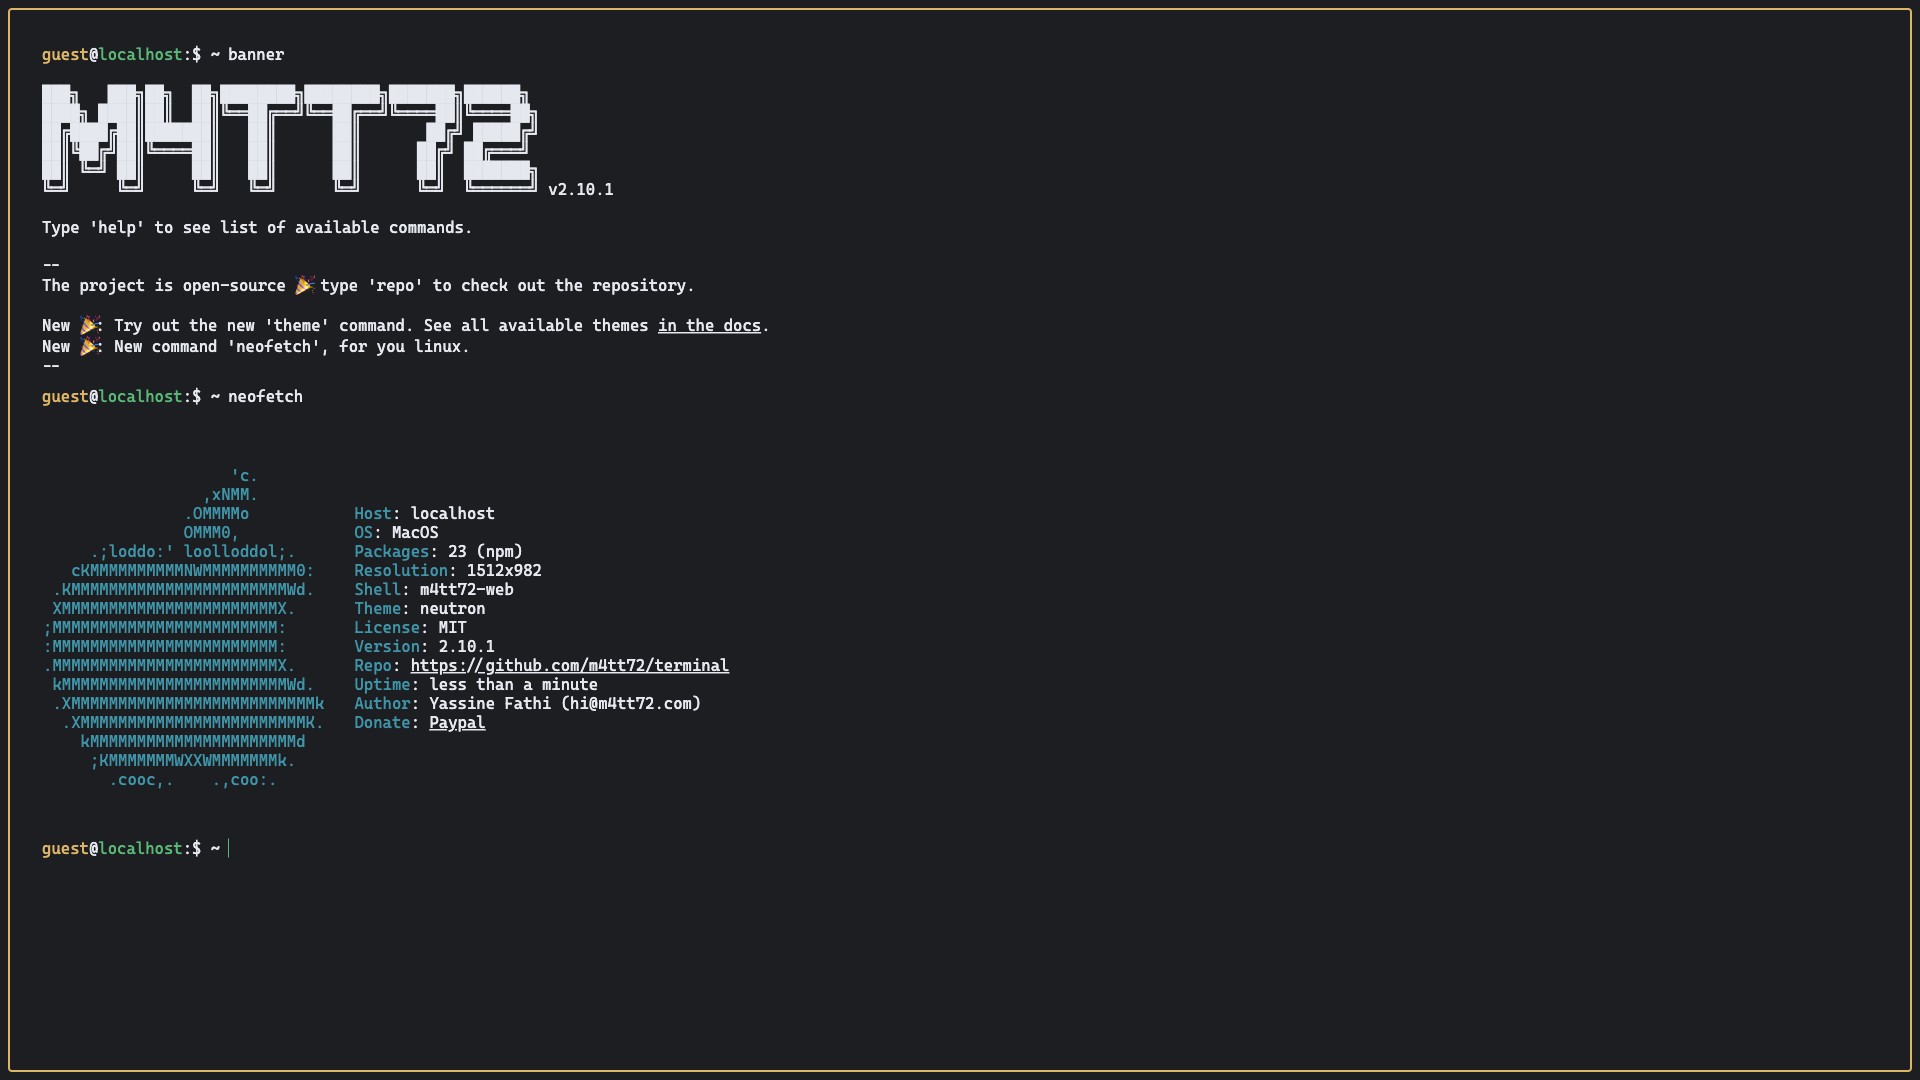 guest@localhost:$ ~ banner
M4TT72 v2.10.1
Type 'help' to see list of available commands.
--
The project is open-source 🎉 type 'repo' to check out the repository.
New 🎉: Try out the new 'theme' command. See all available themes in the docs.
New 🎉: New command 'neofetch', for you linux.
--
guest@localhost:$ ~ neofetch
'c.
,xNMM.
.OMMMMo Host: localhost
OMMM0, OS: MacOS
.;loddo:' loolloddol;. Packages: 23 (npm)
cKMMMMMMMMMMNWMMMMMMMMMM0: Resolution: 1512x982
.KMMMMMMMMMMMMMMMMMMMMMMMWd. Shell: m4tt72-web
XMMMMMMMMMMMMMMMMMMMMMMMX. Theme: neutron
;MMMMMMMMMMMMMMMMMMMMMMMM: License: MIT
:MMMMMMMMMMMMMMMMMMMMMMMM: Version: 2.10.1
.MMMMMMMMMMMMMMMMMMMMMMMMX. Repo: https://github.com/m4tt72/terminal
kMMMMMMMMMMMMMMMMMMMMMMMMWd. Uptime: less than a minute
.XMMMMMMMMMMMMMMMMMMMMMMMMMMk Author: Yassine Fathi (hi@m4tt72.com)
.XMMMMMMMMMMMMMMMMMMMMMMMMK. Donate: Paypal
kMMMMMMMMMMMMMMMMMMMMMMd
;KMMMMMMMWXXWMMMMMMMk.
.cooc,. .,coo:.
guest@localhost:$ ~